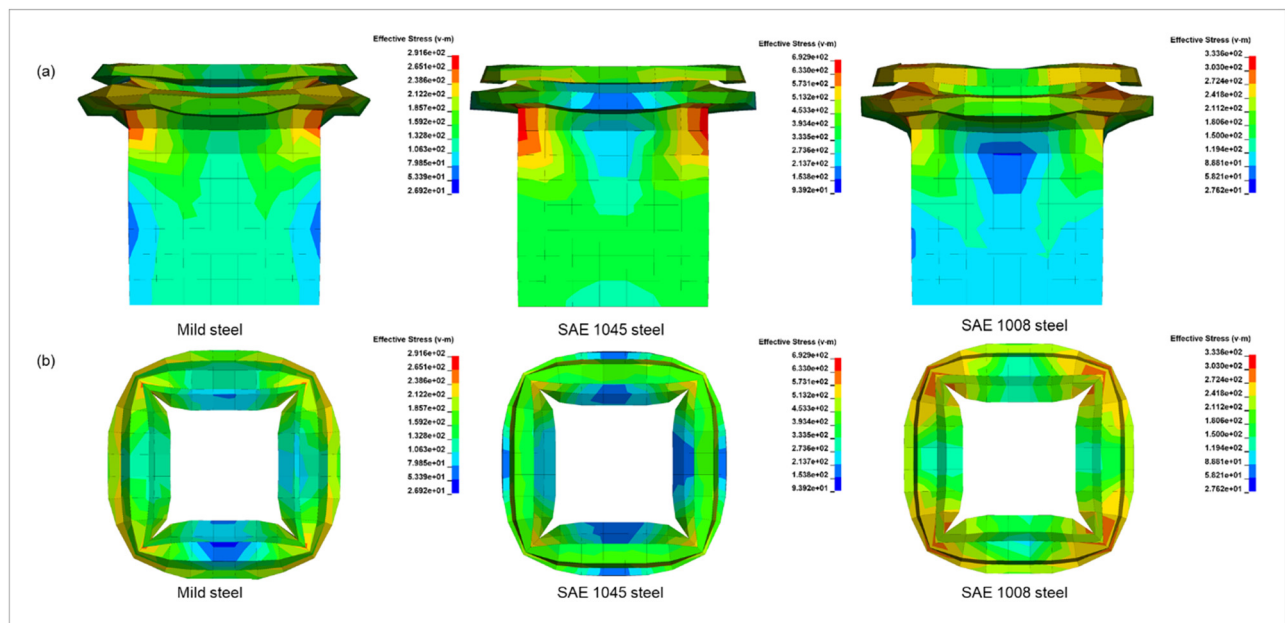 (a)
Effective Stress (v-m)
2.916e+02
2.651e+02
2.386e+02
2.122e+02
1.857e+02
1.592e+02
1.328e+02
1.063e+02
7.985e+01
5.339e+01
2.692e+01
Mild steel
Effective Stress (v-m)
6.929e+02
6.330e+02
5.731e+02
5.132e+02
4.533e+02
3.934e+02
3.335e+02
2.736e+02
2.137e+02
1.538e+02
9.392e+01
SAE 1045 steel
Effective Stress (v-m)
3.336e+02
3.030e+02
2.724e+02
2.418e+02
2.112e+02
1.806e+02
1.500e+02
1.194e+02
8.881e+01
5.821e+01
2.762e+01
SAE 1008 steel
(b)
Effective Stress (v-m)
2.916e+02
2.651e+02
2.386e+02
2.122e+02
1.857e+02
1.592e+02
1.328e+02
1.063e+02
7.985e+01
5.339e+01
2.692e+01
Mild steel
Effective Stress (v-m)
6.929e+02
6.330e+02
5.731e+02
5.132e+02
4.533e+02
3.934e+02
3.335e+02
2.736e+02
2.137e+02
1.538e+02
9.392e+01
SAE 1045 steel
Effective Stress (v-m)
3.336e+02
3.030e+02
2.724e+02
2.418e+02
2.112e+02
1.806e+02
1.500e+02
1.194e+02
8.881e+01
5.821e+01
2.762e+01
SAE 1008 steel